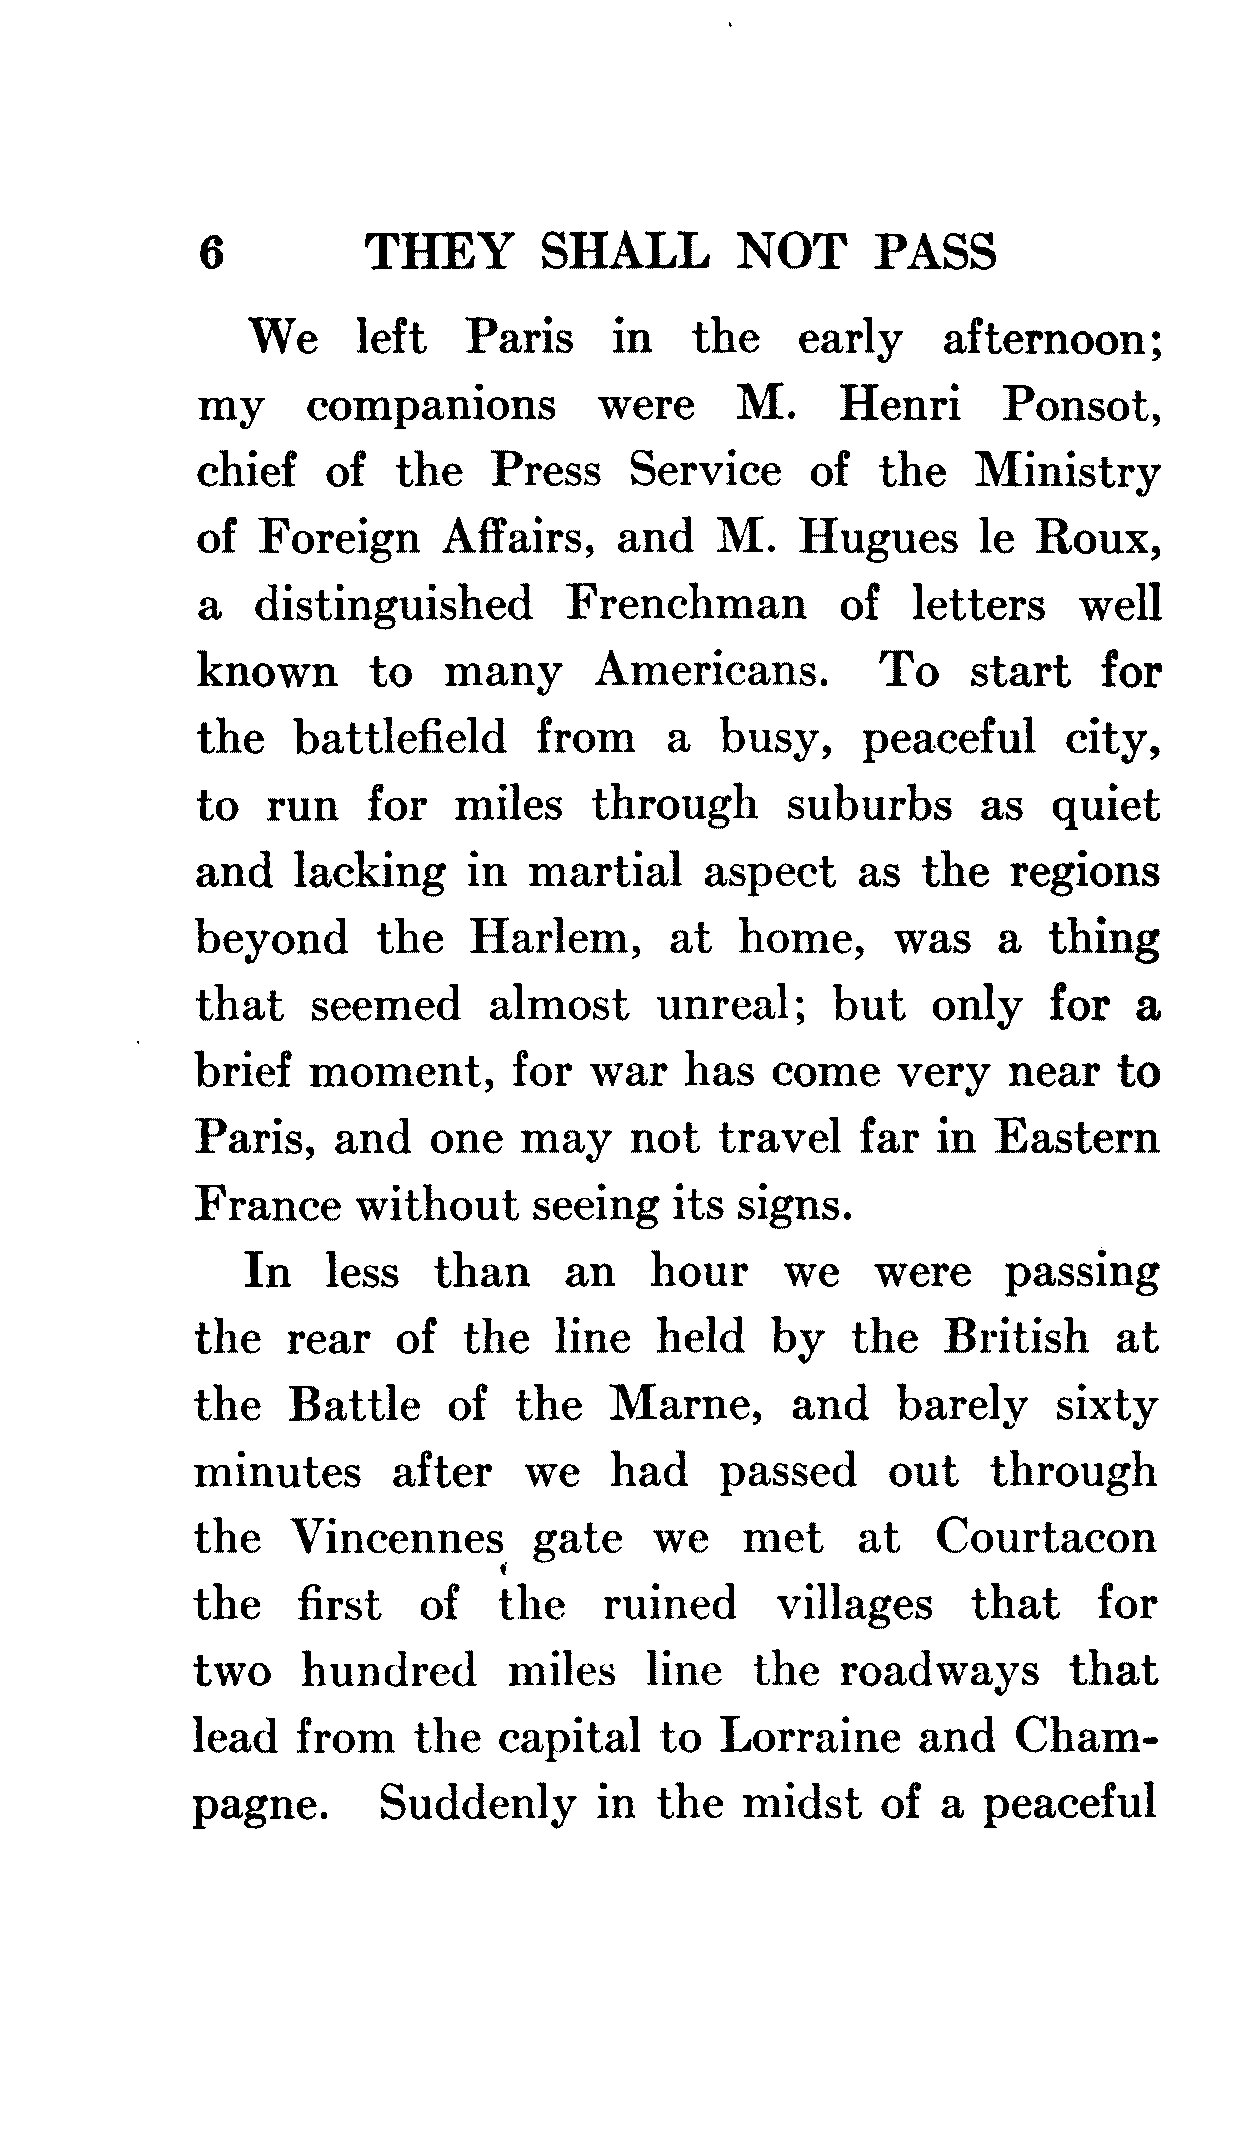 6 THEY SHALL NOT PASS
We left Paris in the early afternoon;
my companions were M. Henri Ponsot,
chief of the Press Service of the Ministry
of Foreign Affairs, and M. Hugues le Roux,
a distinguished Frenchman of letters well
known to many Americans. To start for
the battlefield from a busy, peaceful city,
to run for miles through suburbs as quiet
and lacking in martial aspect as the regions
beyond the Harlem, at home, was a thing
that seemed almost unreal; but only for a
brief moment, for war has come very near to
Paris, and one may not travel far in Eastern
France without seeing its signs.
In less than an hour we were passing
the rear of the line held by the British at
the Battle of the Marne, and barely sixty
minutes after we had passed out through
the Vincennes gate we met at Courtacon
the first of the ruined villages that for
two hundred miles line the roadways that
lead from the capital to Lorraine and Cham-
pagne. Suddenly in the midst of a peaceful